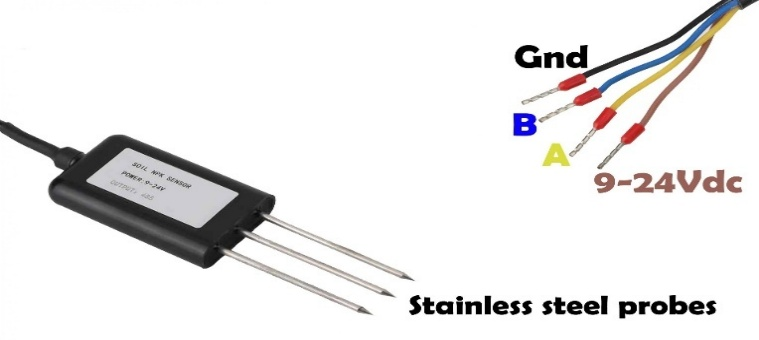 Gnd
B
A
9-24Vdc
SOIL NPK SENSOR
POWER:9-24V
OUTPUT: 485
Stainless steel probes